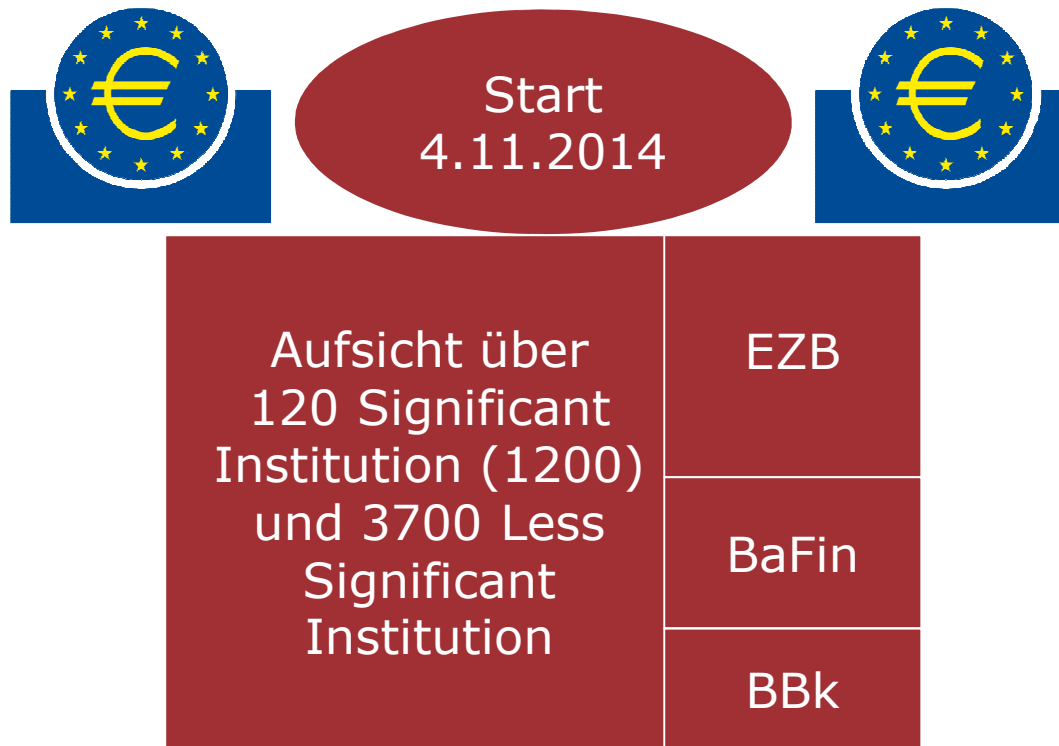 Start
4.11.2014
Aufsicht über
120 Significant
Institution (1200)
und 3700 Less
Significant
Institution
EZB
BaFin
BBk